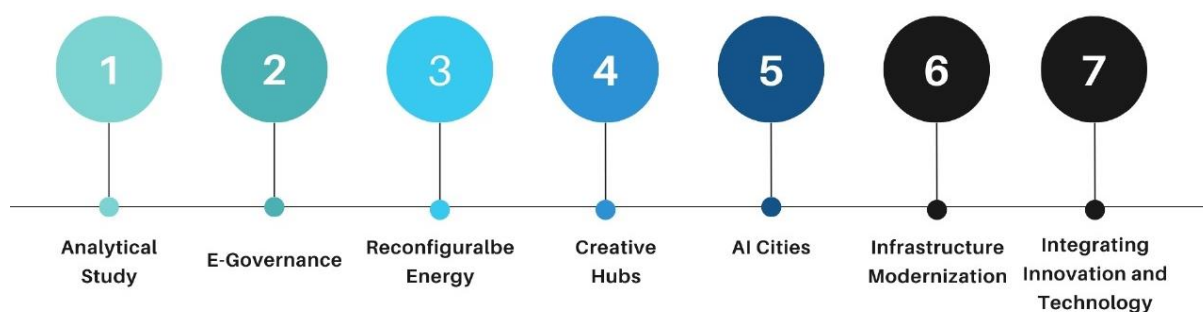 1
2
3
4
5
6
7
Analytical
Study
E-Governance
Reconfiguralbe
Energy
Creative
Hubs
AI Cities
Infrastructure
Modernization
Integrating
Innovation and
Technology